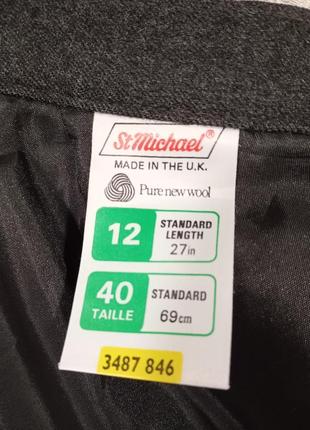 St Michael®
MADE IN THE U.K.
Pure new wool
12 STANDARD LENGTH 27in
40 TAILLE STANDARD 69cm
3487 846